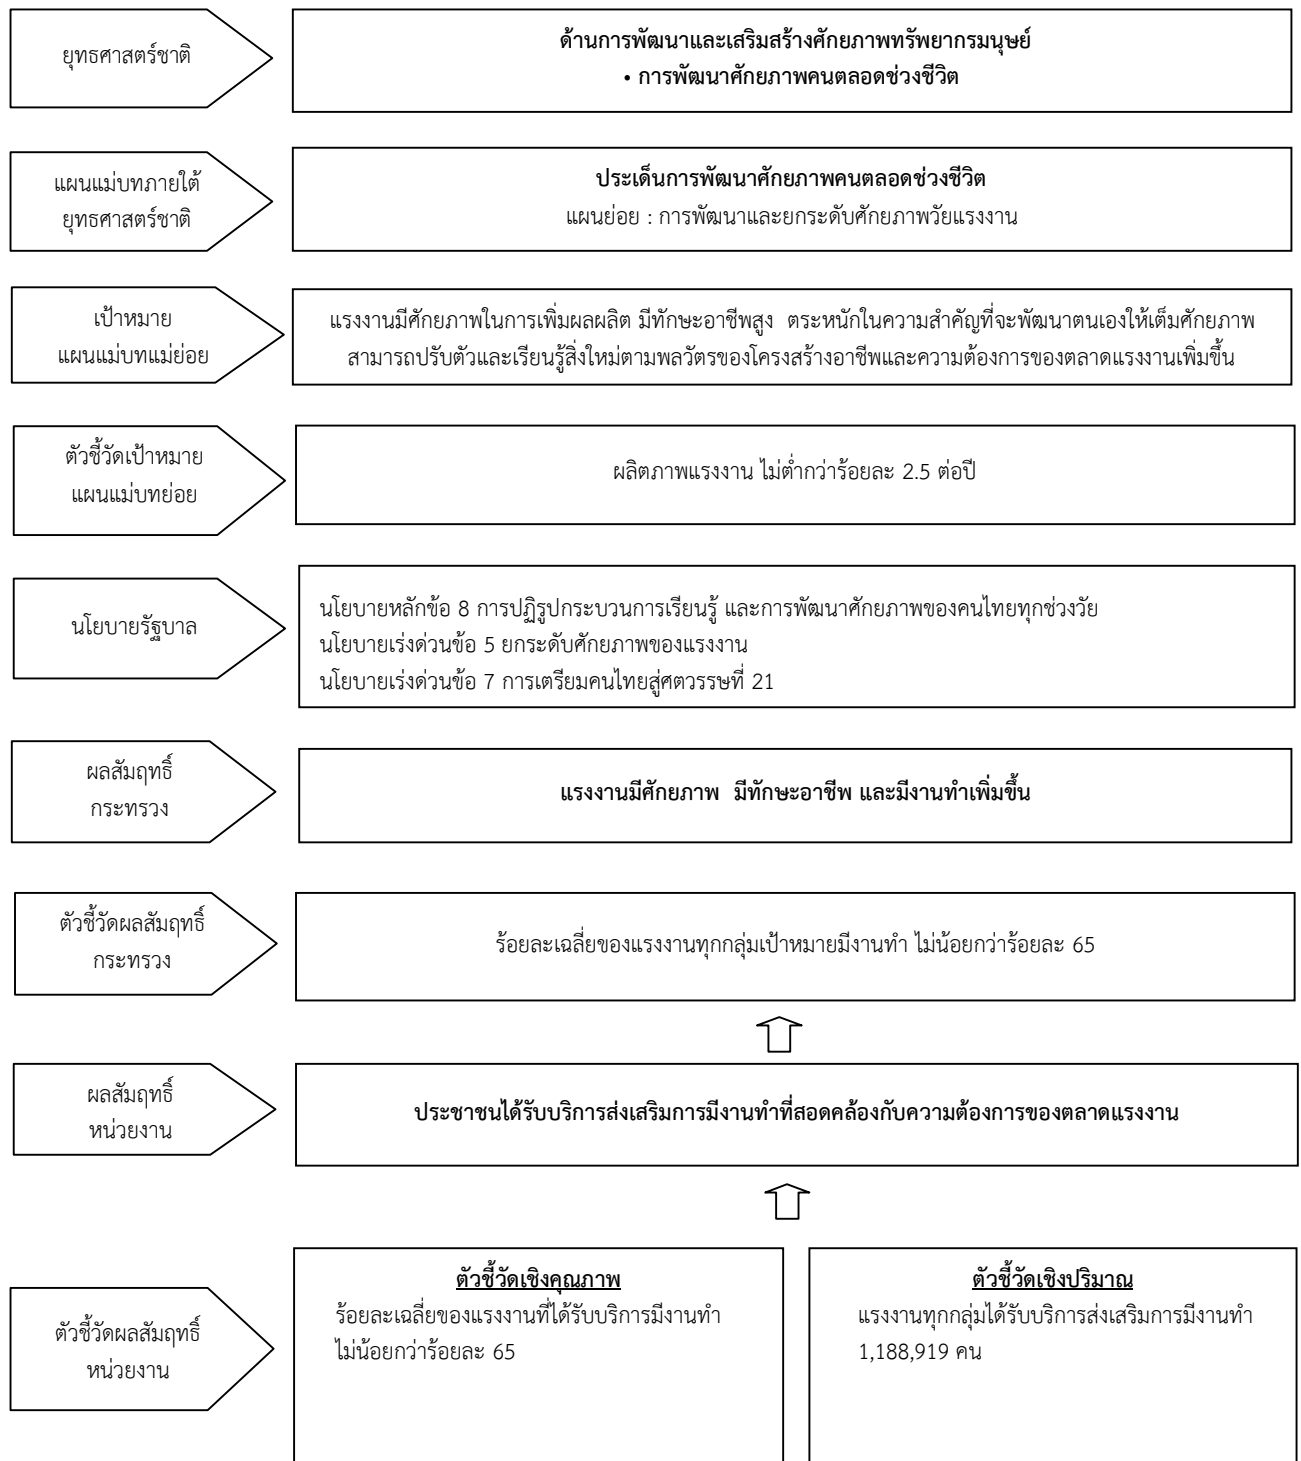 ยุทธศาสตร์ชาติ
ด้านการพัฒนาและเสริมสร้างศักยภาพทรัพยากรมนุษย์
• การพัฒนาศักยภาพคนตลอดช่วงชีวิต
แผนแม่บทภายใต้
ยุทธศาสตร์ชาติ
ประเด็นการพัฒนาศักยภาพคนตลอดช่วงชีวิต
แผนย่อย : การพัฒนาและยกระดับศักยภาพวัยแรงงาน
เป้าหมาย
แผนแม่บทแม่ย่อย
แรงงานมีศักยภาพในการเพิ่มผลผลิต มีทักษะอาชีพสูง ตระหนักในความสำคัญที่จะพัฒนาตนเองให้เต็มศักยภาพ
สามารถปรับตัวและเรียนรู้สิ่งใหม่ตามพลวัตรของโครงสร้างอาชีพและความต้องการของตลาดแรงงานเพิ่มขึ้น
ตัวชี้วัดเป้าหมาย
แผนแม่บทย่อย
ผลิตภาพแรงงาน ไม่ต่ำกว่าร้อยละ 2.5 ต่อปี
นโยบายรัฐบาล
นโยบายหลักข้อ 8 การปฏิรูปกระบวนการเรียนรู้ และการพัฒนาศักยภาพของคนไทยทุกช่วงวัย
นโยบายเร่งด่วนข้อ 5 ยกระดับศักยภาพของแรงงาน
นโยบายเร่งด่วนข้อ 7 การเตรียมคนไทยสู่ศตวรรษที่ 21
ผลสัมฤทธิ์
กระทรวง
แรงงานมีศักยภาพ มีทักษะอาชีพ และมีงานทำเพิ่มขึ้น
ตัวชี้วัดผลสัมฤทธิ์
กระทรวง
ร้อยละเฉลี่ยของแรงงานทุกกลุ่มเป้าหมายมีงานทำ ไม่น้อยกว่าร้อยละ 65
ผลสัมฤทธิ์
หน่วยงาน
ประชาชนได้รับบริการส่งเสริมการมีงานทำที่สอดคล้องกับความต้องการของตลาดแรงงาน
ตัวชี้วัดผลสัมฤทธิ์
หน่วยงาน
ตัวชี้วัดเชิงคุณภาพ
ร้อยละเฉลี่ยของแรงงานที่ได้รับบริการมีงานทำ
ไม่น้อยกว่าร้อยละ 65
ตัวชี้วัดเชิงปริมาณ
แรงงานทุกกลุ่มได้รับบริการส่งเสริมการมีงานทำ
1,188,919 คน